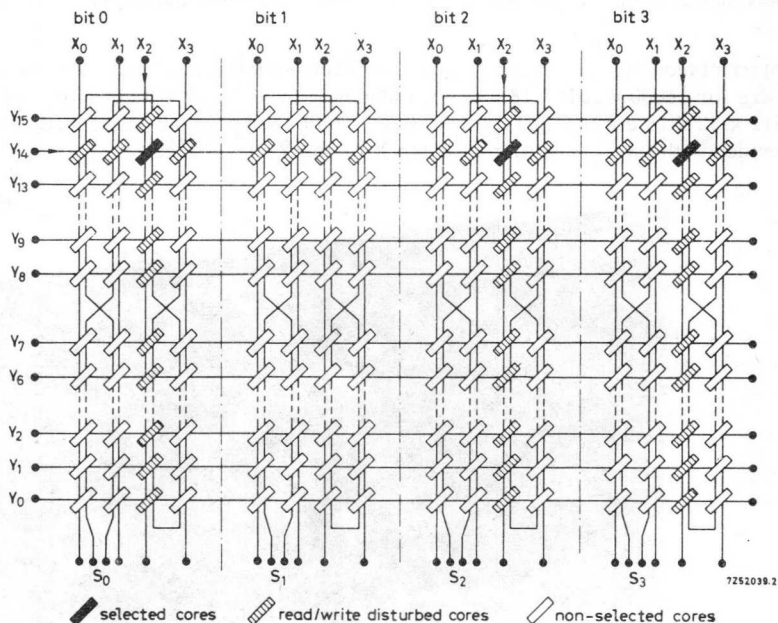 bit 0 bit 1 bit 2 bit 3
X0 X1 X2 X3 X0 X1 X2 X3 X0 X1 X2 X3 X0 X1 X2 X3
Y15
Y14
Y13
Y9
Y8
Y7
Y6
Y2
Y1
Y0
S0 S1 S2 S3
7Z52039.2
selected cores read/write disturbed cores non-selected cores